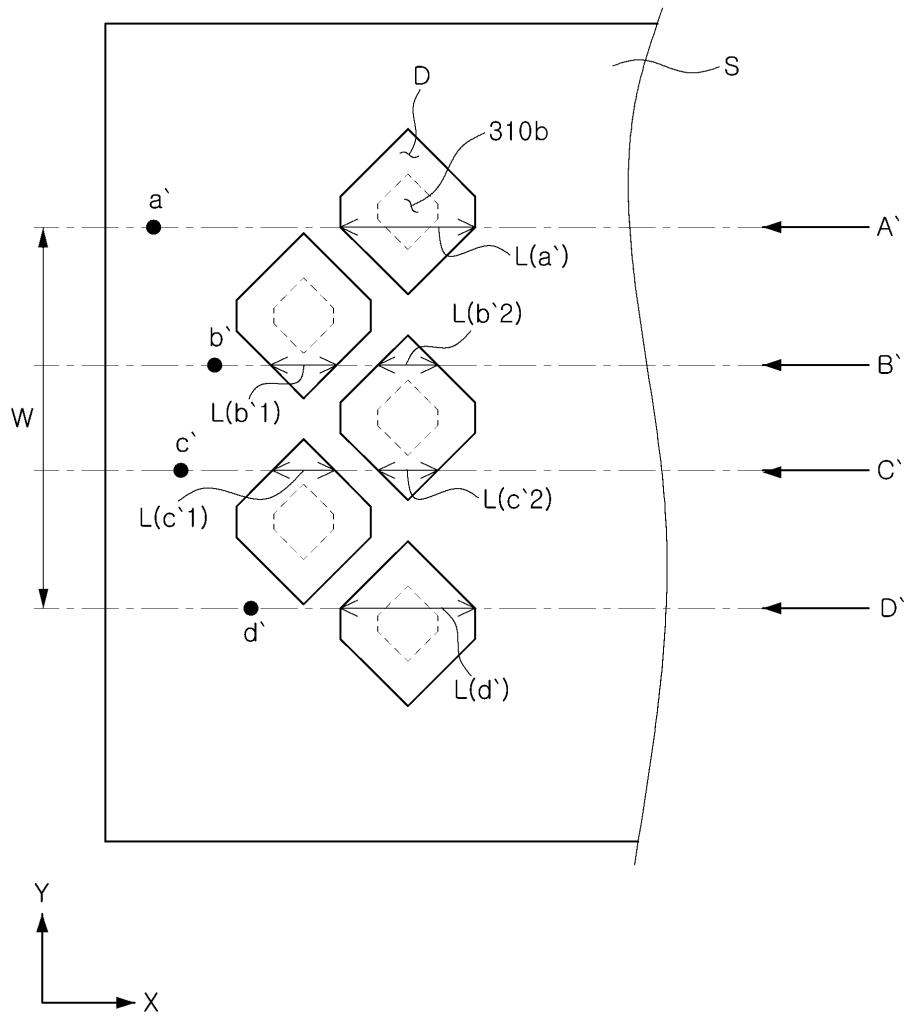 S
D
310b
a`
A`
L(a`)
L(b`2)
b`
B`
L(b`1)
W
c`
C`
L(c`2)
L(c`1)
D`
d`
L(d`)
Y
X